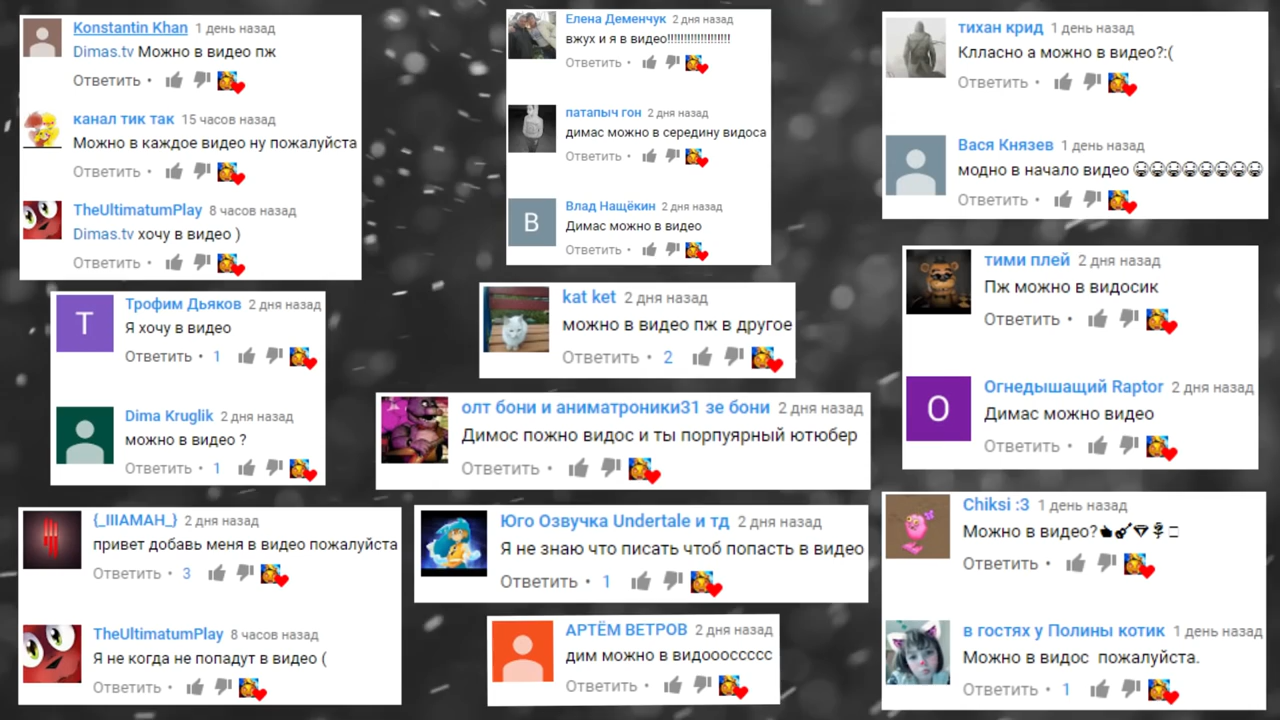 Konstantin Khan 1 день назад
Dimas.tv Можно в видео пж
Ответить •
канал тик так 15 часов назад
Можно в каждое видео ну пожалуйста
Ответить •
TheUltimatumPlay 8 часов назад
Dimas.tv хочу в видео )
Ответить •
Трофим Дьяков 2 дня назад
T
Я хочу в видео
Ответить • 1
Dima Kruglik 2 дня назад
можно в видео ?
Ответить • 1
{_IIIAMAH_} 2 дня назад
привет добавь меня в видео пожалуйста
Ответить • 3
TheUltimatumPlay 8 часов назад
Я не когда не попадут в видео (
Ответить •
Елена Деменчук 2 дня назад
вжух и я в видео!!!!!!!!!!!!!!!!!!!
Ответить •
патапыч гон 2 дня назад
димас можно в середину видоса
Ответить •
Влад Нащёкин 2 дня назад
В
Димас можно в видео
Ответить •
kat ket 2 дня назад
можно в видео пж в другое
Ответить • 2
олт бони и аниматроники31 зе бони 2 дня назад
Димос пожно видос и ты порпуярный ютюбер
Ответить •
Юго Озвучка Undertale и тд 2 дня назад
Я не знаю что писать чтоб попасть в видео
Ответить • 1
АРТЁМ ВЕТРОВ 2 дня назад
дим можно в видооосссс
Ответить •
тихан крид 1 день назад
Клласно а можно в видео?:(
Ответить •
Вася Князев 1 день назад
модно в начало видео 😂😂😂😂😂😂😂😂
Ответить •
тими плей 2 дня назад
Пж можно в видосик
Ответить •
Огнедышащий Raptor 2 дня назад
О
Димас можно видео
Ответить •
Chiksi :3 1 день назад
Можно в видео?
Ответить •
в гостях у Полины котик 1 день назад
Можно в видос пожалуйста.
Ответить • 1